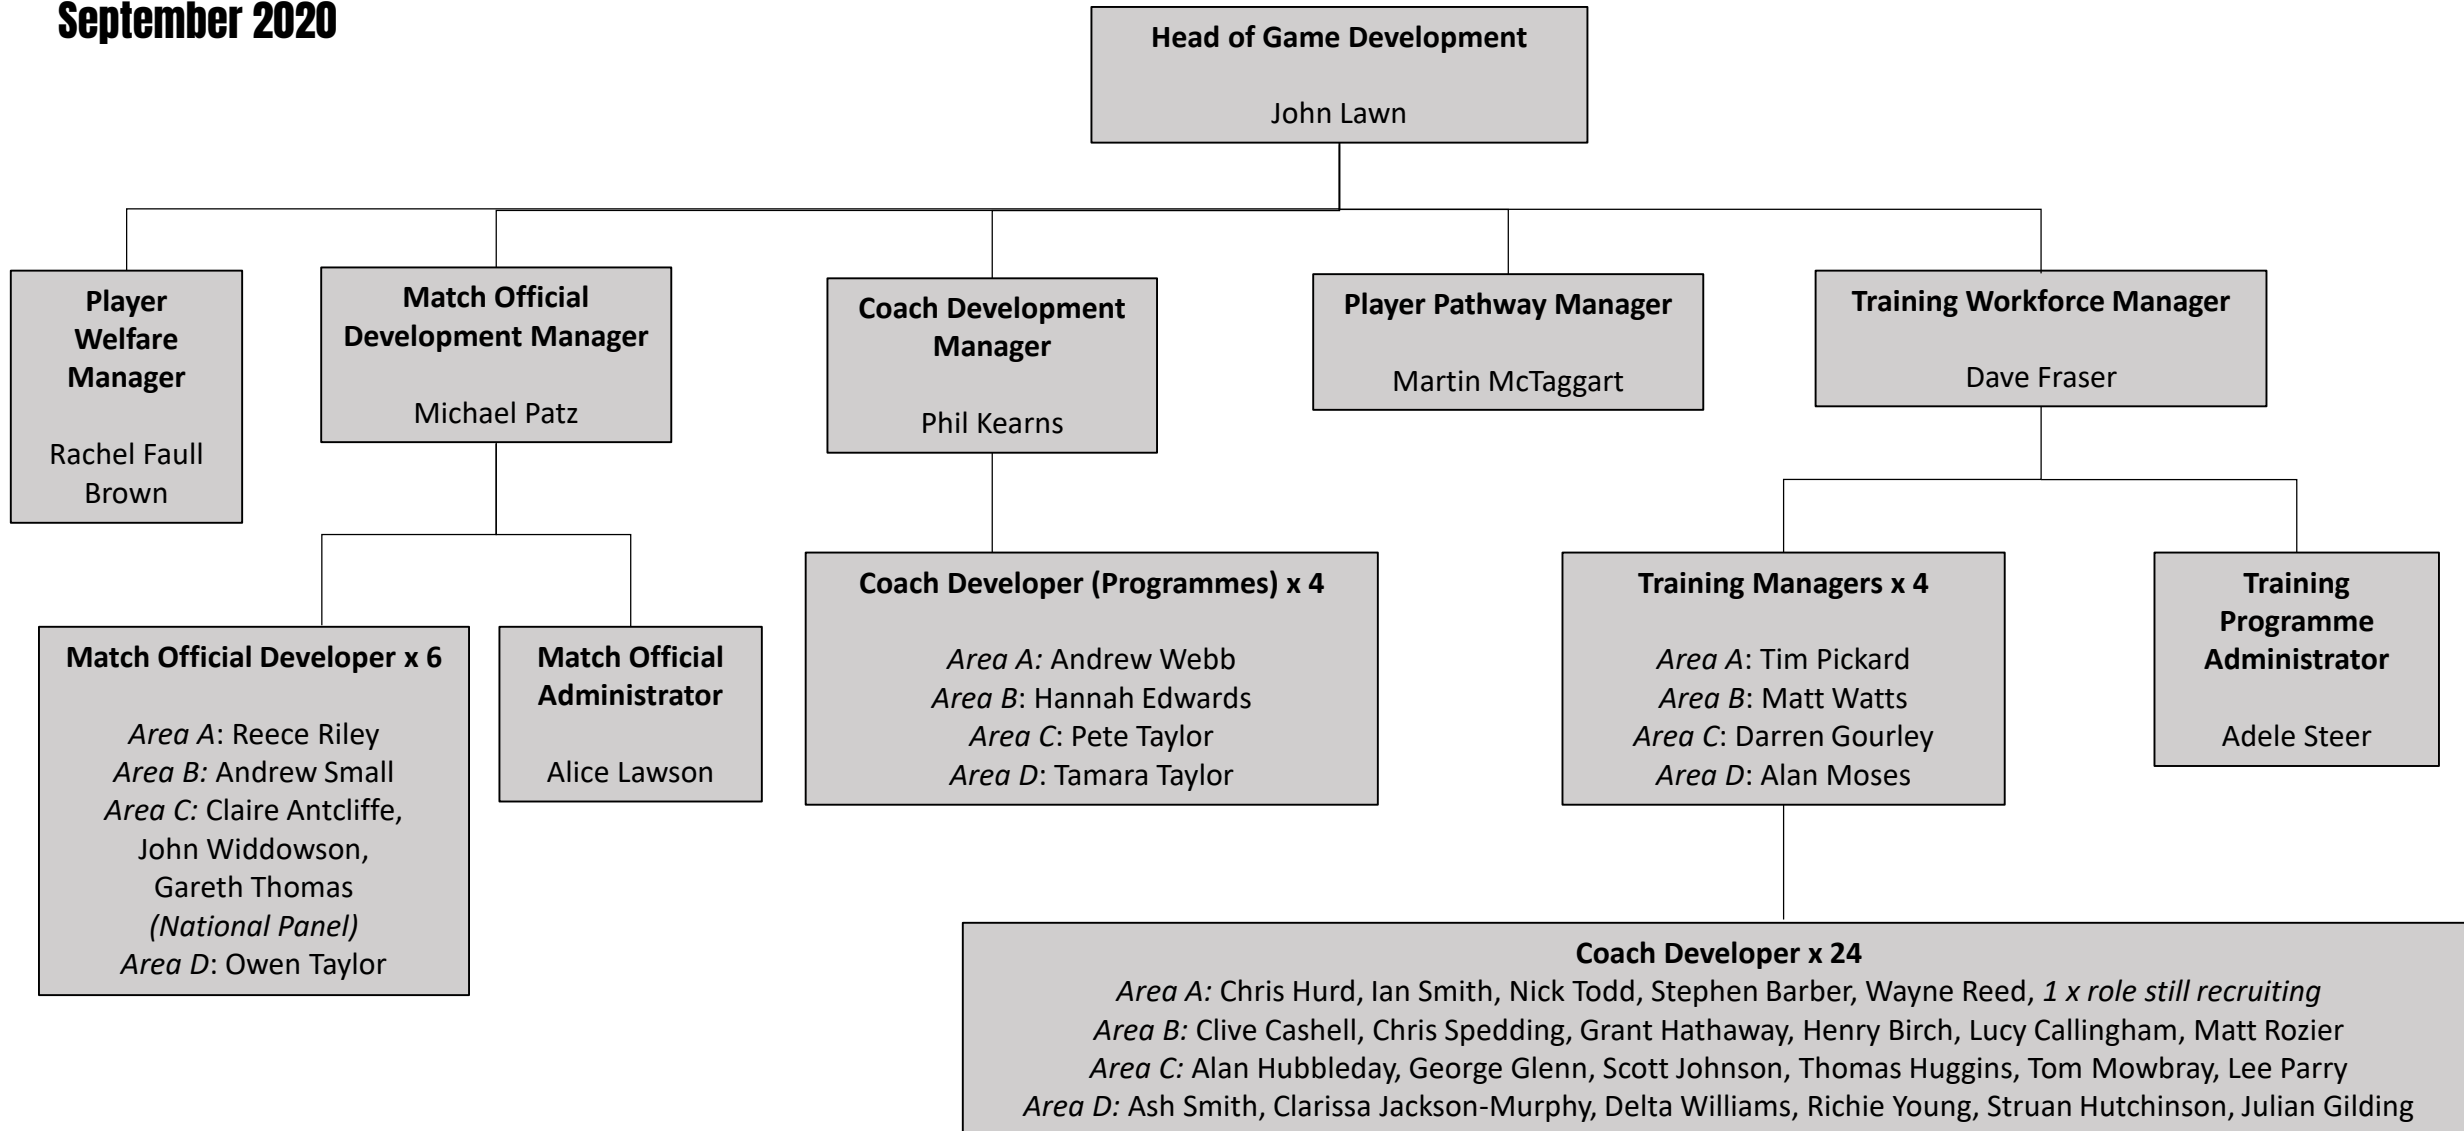 September 2020
Head of Game Development
John Lawn
Player
Welfare
Manager
Rachel Faull
Brown
Match Official
Development Manager
Michael Patz
Coach Development
Manager
Phil Kearns
Player Pathway Manager
Martin McTaggart
Training Workforce Manager
Dave Fraser
Match Official Developer x 6
Area A: Reece Riley
Area B: Andrew Small
Area C: Claire Antcliffe,
John Widdowson,
Gareth Thomas
(National Panel)
Area D: Owen Taylor
Match Official
Administrator
Alice Lawson
Coach Developer (Programmes) x 4
Area A: Andrew Webb
Area B: Hannah Edwards
Area C: Pete Taylor
Area D: Tamara Taylor
Training Managers x 4
Area A: Tim Pickard
Area B: Matt Watts
Area C: Darren Gourley
Area D: Alan Moses
Training
Programme
Administrator
Adele Steer
Coach Developer x 24
Area A: Chris Hurd, Ian Smith, Nick Todd, Stephen Barber, Wayne Reed, 1 x role still recruiting
Area B: Clive Cashell, Chris Spedding, Grant Hathaway, Henry Birch, Lucy Callingham, Matt Rozier
Area C: Alan Hubbleday, George Glenn, Scott Johnson, Thomas Huggins, Tom Mowbray, Lee Parry
Area D: Ash Smith, Clarissa Jackson-Murphy, Delta Williams, Richie Young, Struan Hutchinson, Julian Gilding